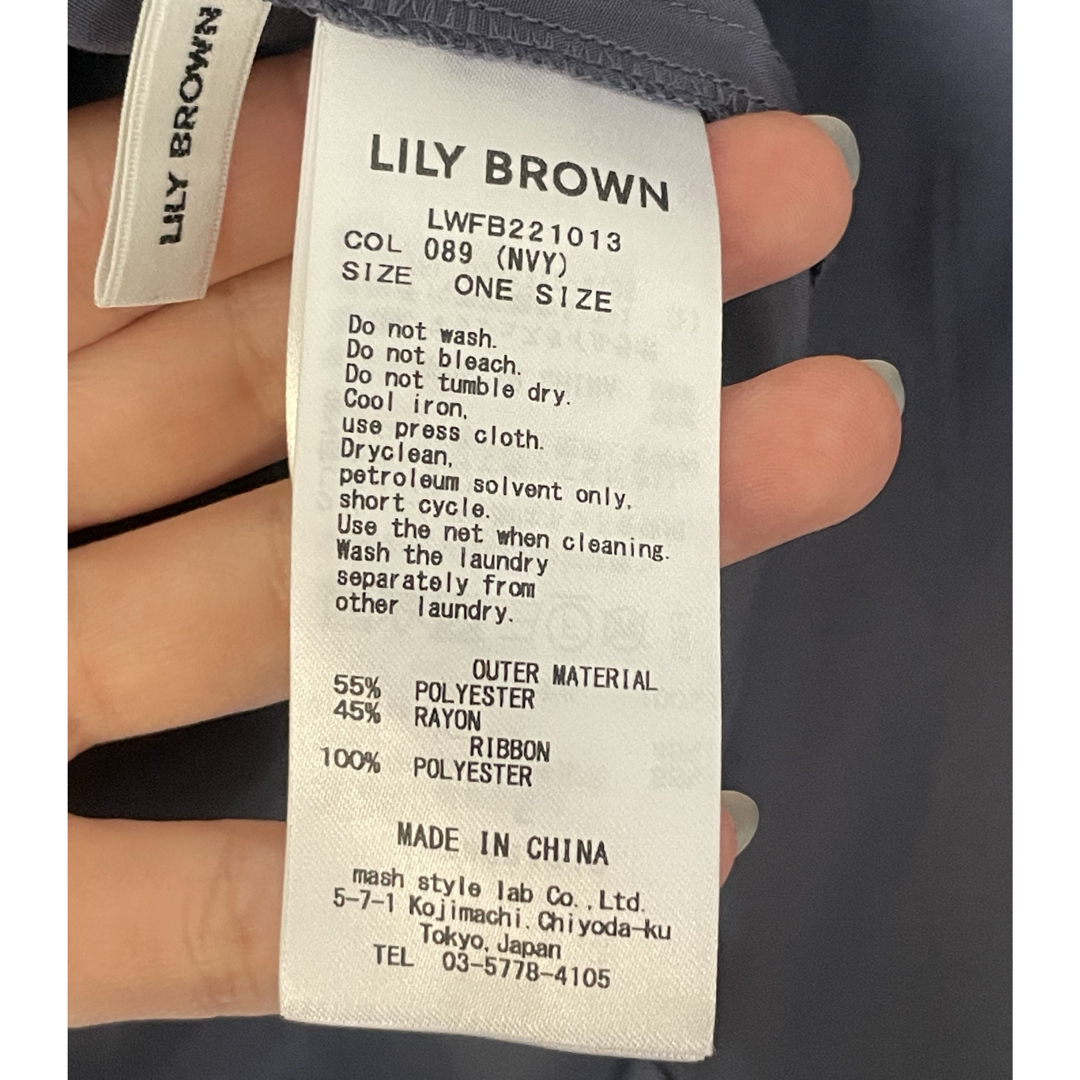 LILY BROWN
LILY BROWN
LWFB221013
COL 089 (NVY)
SIZE ONE SIZE
Do not wash.
Do not bleach.
Do not tumble dry.
Cool iron,
use press cloth.
Dryclean,
petroleum solvent only,
short cycle.
Use the net when cleaning.
Wash the laundry
separately from
other laundry.
OUTER MATERIAL
55% POLYESTER
45% RAYON
RIBBON
100% POLYESTER
MADE IN CHINA
mash style lab Co.,Ltd.
5-7-1 Kojimachi.Chiyoda-ku
Tokyo, Japan
TEL 03-5778-4105